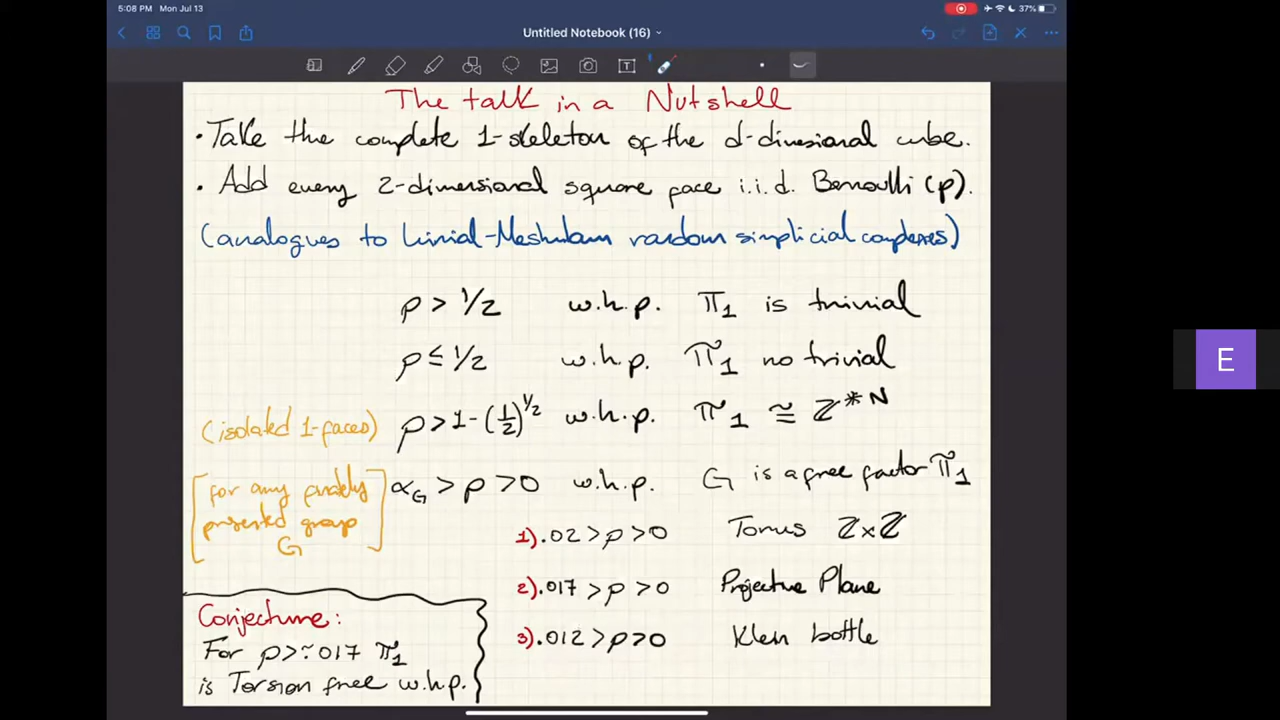 5:08 PM Mon Jul 13
37%
Untitled Notebook (16)
The talk in a Nutshell
• Take the complete 1-skeleton of the d-dimesional cube.
• Add every 2-dimensional square face i.i.d. Bernoulli (p).
(analogues to Linial-Meshulam random simplicial complexes)
p > 1/2 w.h.p. π₁ is trivial
p ≤ 1/2 w.h.p. π₁ no trivial
(isolated 1-faces) p > 1-(1/2)^1/2 w.h.p. π₁ ≅ ℤ^*N
[for any finitely presented group G] α_G > p > 0 w.h.p. G is a free factor π₁
1) .02 > p > 0 Torus ℤ×ℤ
2) .017 > p > 0 Projective Plane
3) .012 > p > 0 Klein bottle
Conjecture:
For p > ~.017 π₁
is Torsion free w.h.p.
E